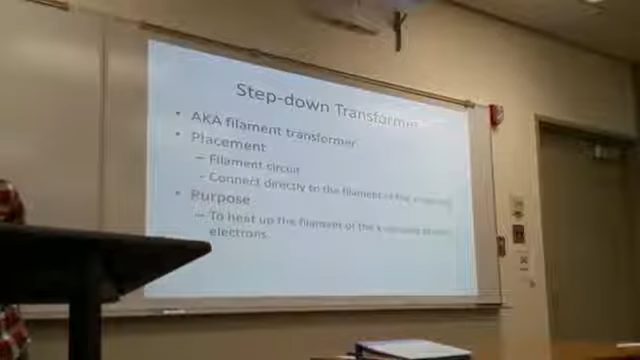 Step-down Transformer
• AKA filament transformer
• Placement
– Filament circuit
– Connect directly to the filament of the
• Purpose
– To heat up the filament of the
electrons.